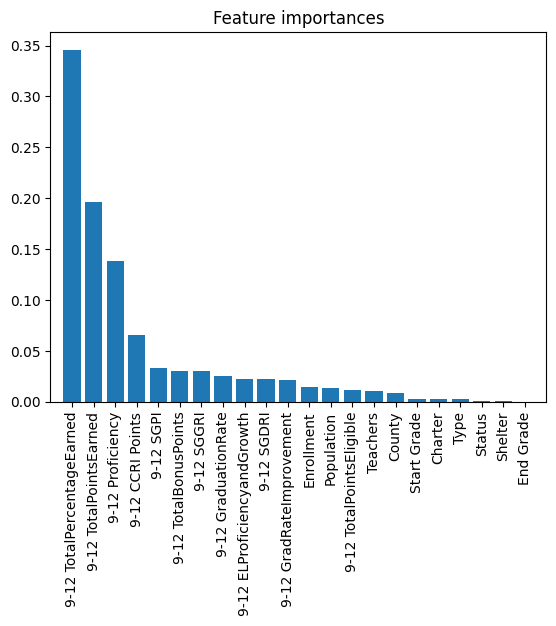 Feature importances
0.35
0.30
0.25
0.20
0.15
0.10
0.05
0.00
9-12 TotalPercentageEarned
9-12 TotalPointsEarned
9-12 Proficiency
9-12 CCRI Points
9-12 SGPI
9-12 TotalBonusPoints
9-12 SGGRI
9-12 GraduationRate
9-12 ELProficiencyandGrowth
9-12 SGDRI
9-12 GradRateImprovement
Enrollment
Population
9-12 TotalPointsEligible
Teachers
County
Start Grade
Charter
Type
Status
Shelter
End Grade